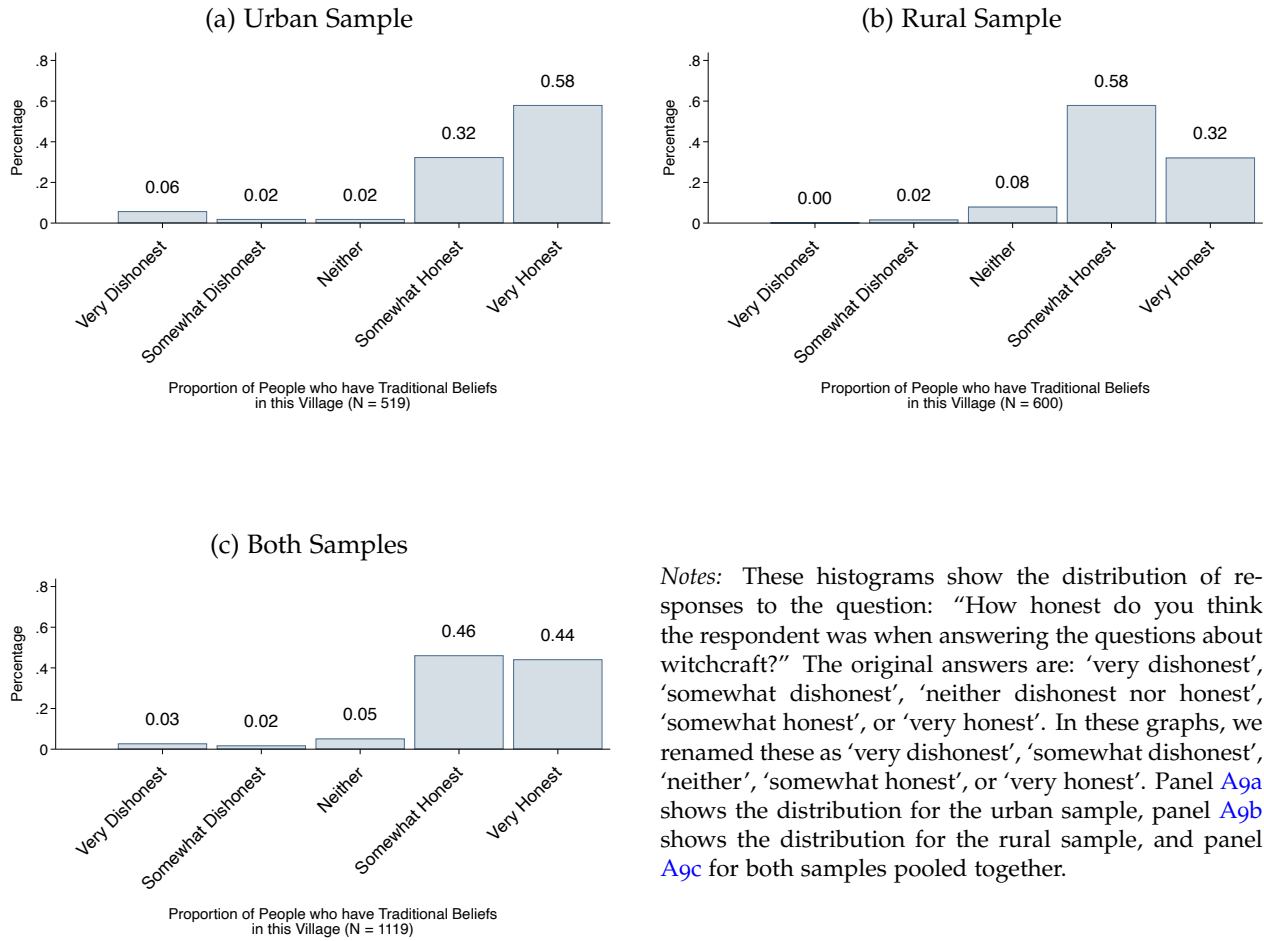 (a) Urban Sample
Percentage
.8
.6
.4
.2
0
0.06
0.02
0.02
0.32
0.58
Very Dishonest
Somewhat Dishonest
Neither
Somewhat Honest
Very Honest
Proportion of People who have Traditional Beliefs
in this Village (N = 519)
(b) Rural Sample
Percentage
.8
.6
.4
.2
0
0.00
0.02
0.08
0.58
0.32
Very Dishonest
Somewhat Dishonest
Neither
Somewhat Honest
Very Honest
Proportion of People who have Traditional Beliefs
in this Village (N = 600)
(c) Both Samples
Percentage
.8
.6
.4
.2
0
0.03
0.02
0.05
0.46
0.44
Very Dishonest
Somewhat Dishonest
Neither
Somewhat Honest
Very Honest
Proportion of People who have Traditional Beliefs
in this Village (N = 1119)
Notes: These histograms show the distribution of re-
sponses to the question: “How honest do you think
the respondent was when answering the questions about
witchcraft?” The original answers are: ‘very dishonest’,
‘somewhat dishonest’, ‘neither dishonest nor honest’,
‘somewhat honest’, or ‘very honest’. In these graphs, we
renamed these as ‘very dishonest’, ‘somewhat dishonest’,
‘neither’, ‘somewhat honest’, or ‘very honest’. Panel A9a
shows the distribution for the urban sample, panel A9b
shows the distribution for the rural sample, and panel
A9c for both samples pooled together.